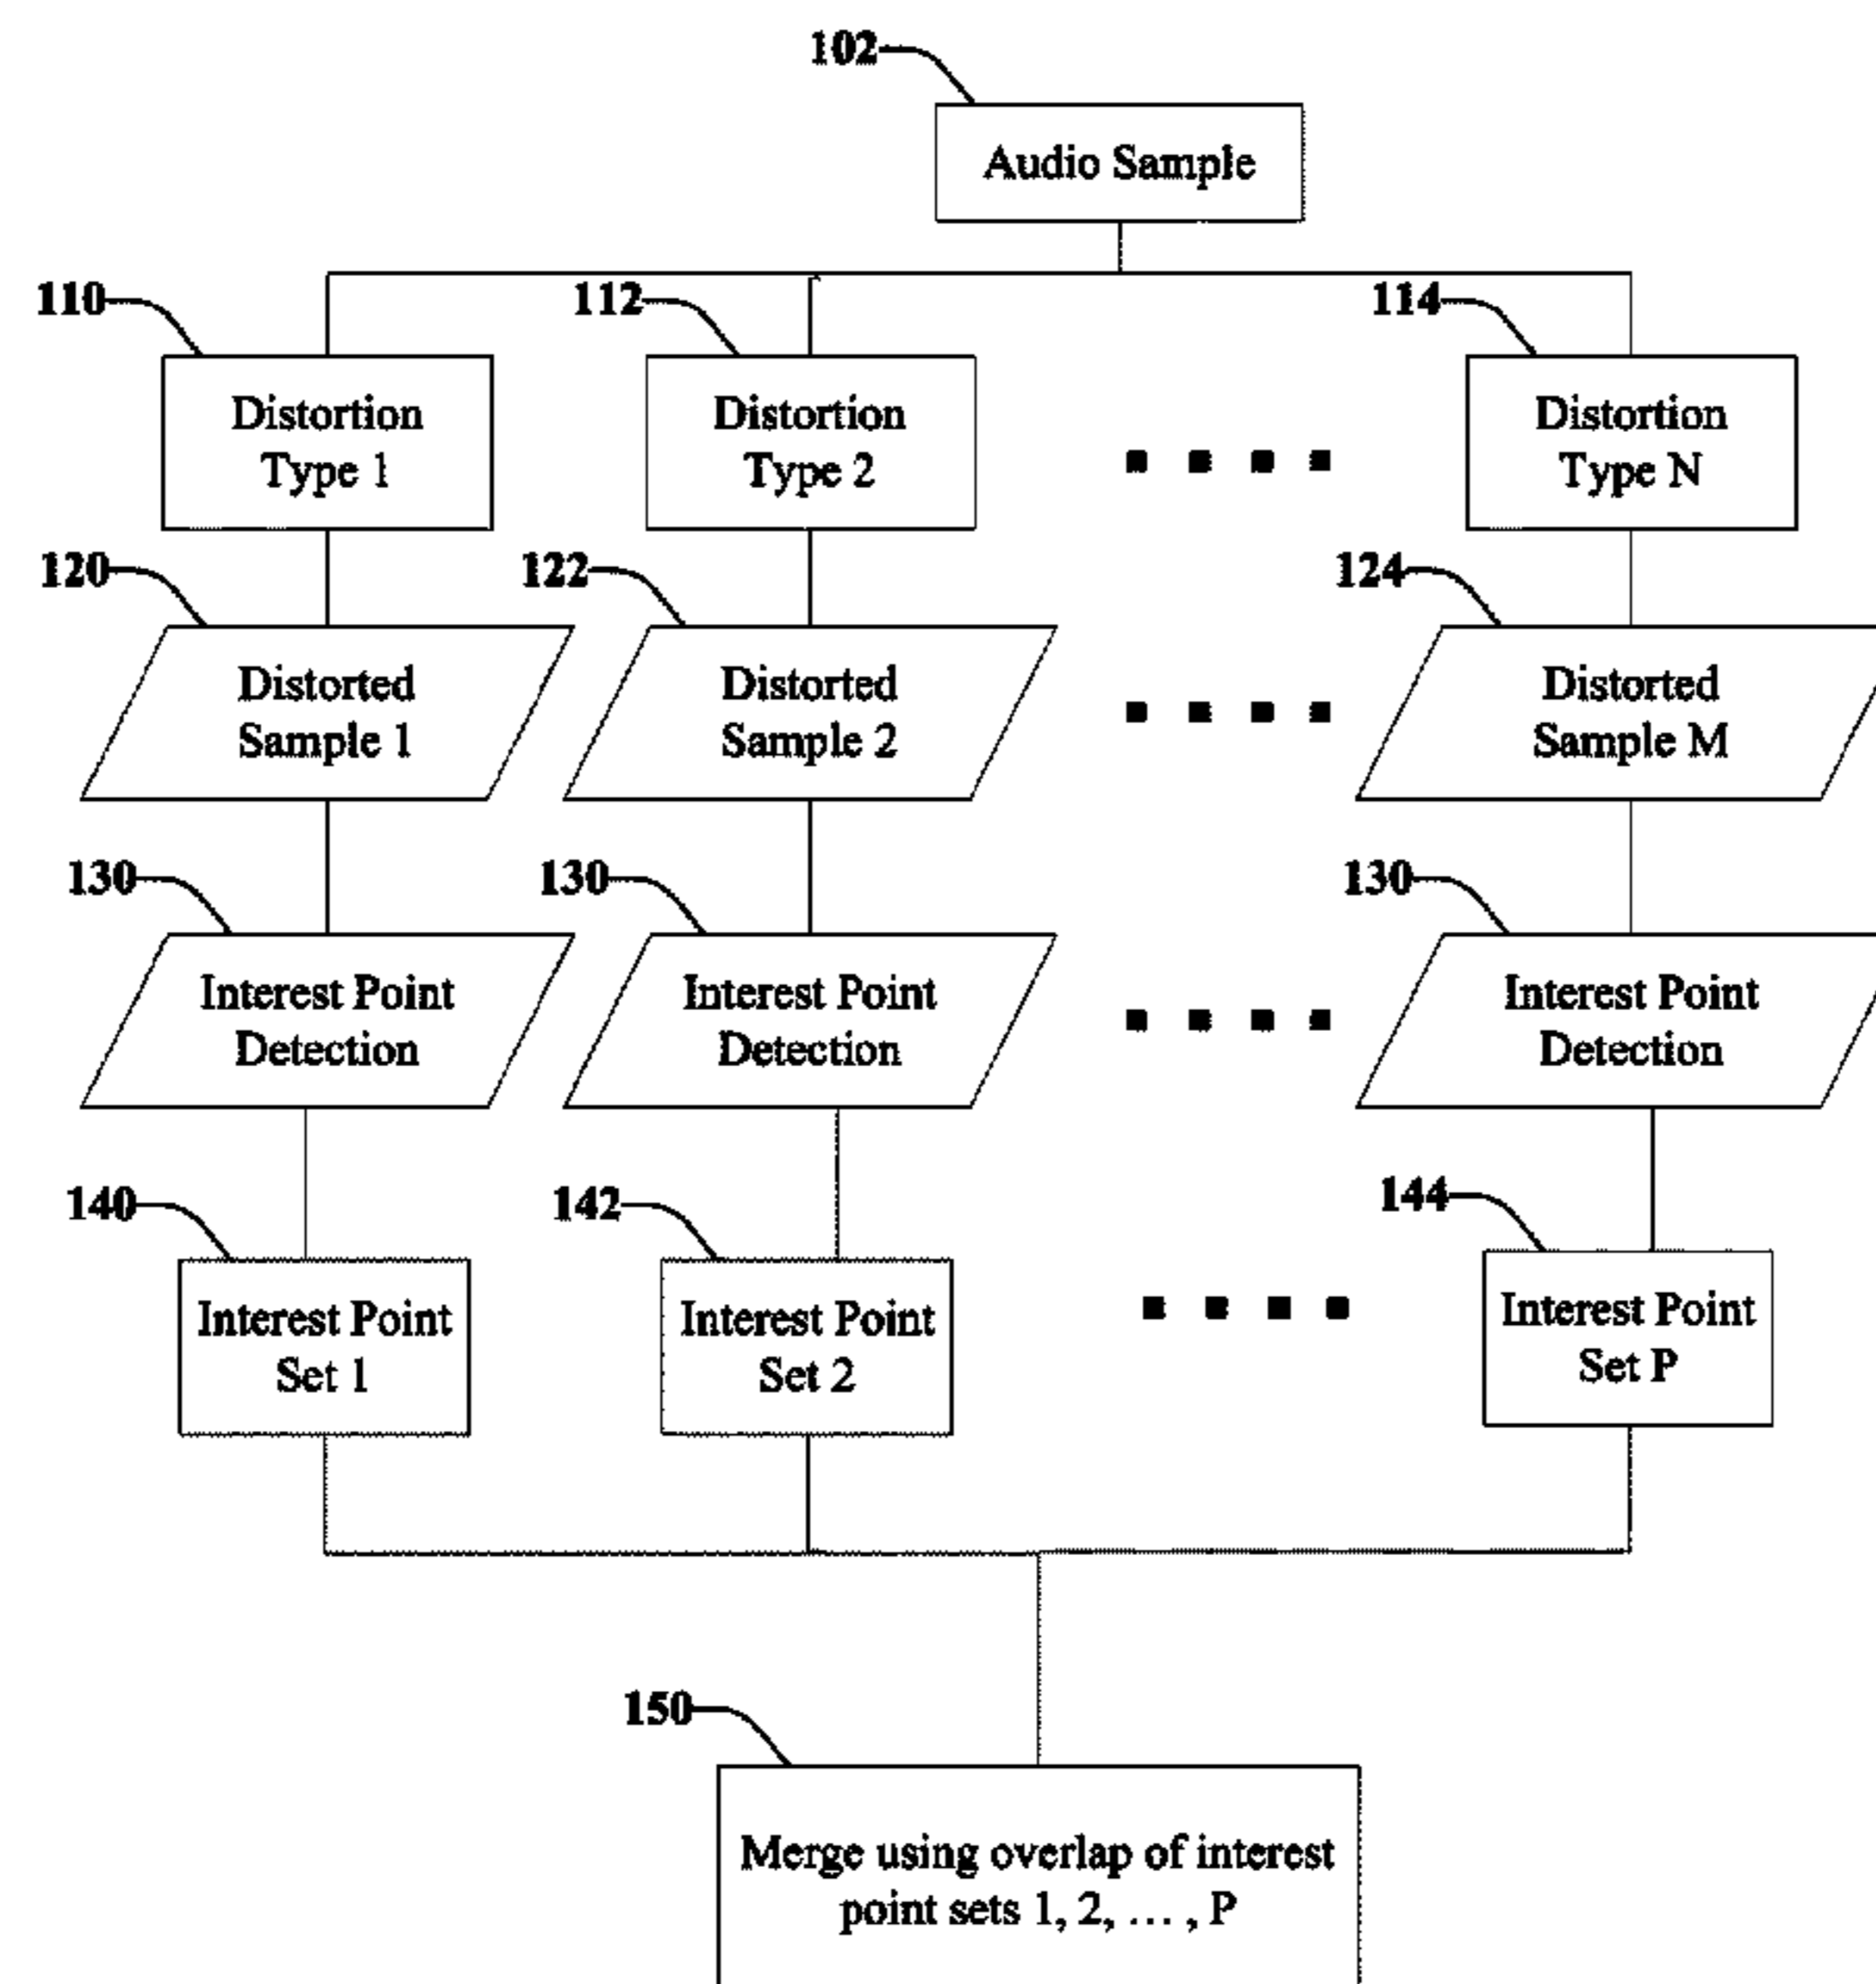 102
Audio Sample
110
112
114
Distortion
Type 1
Distortion
Type 2
Distortion
Type N
120
122
124
Distorted
Sample 1
Distorted
Sample 2
Distorted
Sample M
130
130
130
Interest Point
Detection
Interest Point
Detection
Interest Point
Detection
140
142
144
Interest Point
Set 1
Interest Point
Set 2
Interest Point
Set P
150
Merge using overlap of interest
point sets 1, 2, … , P